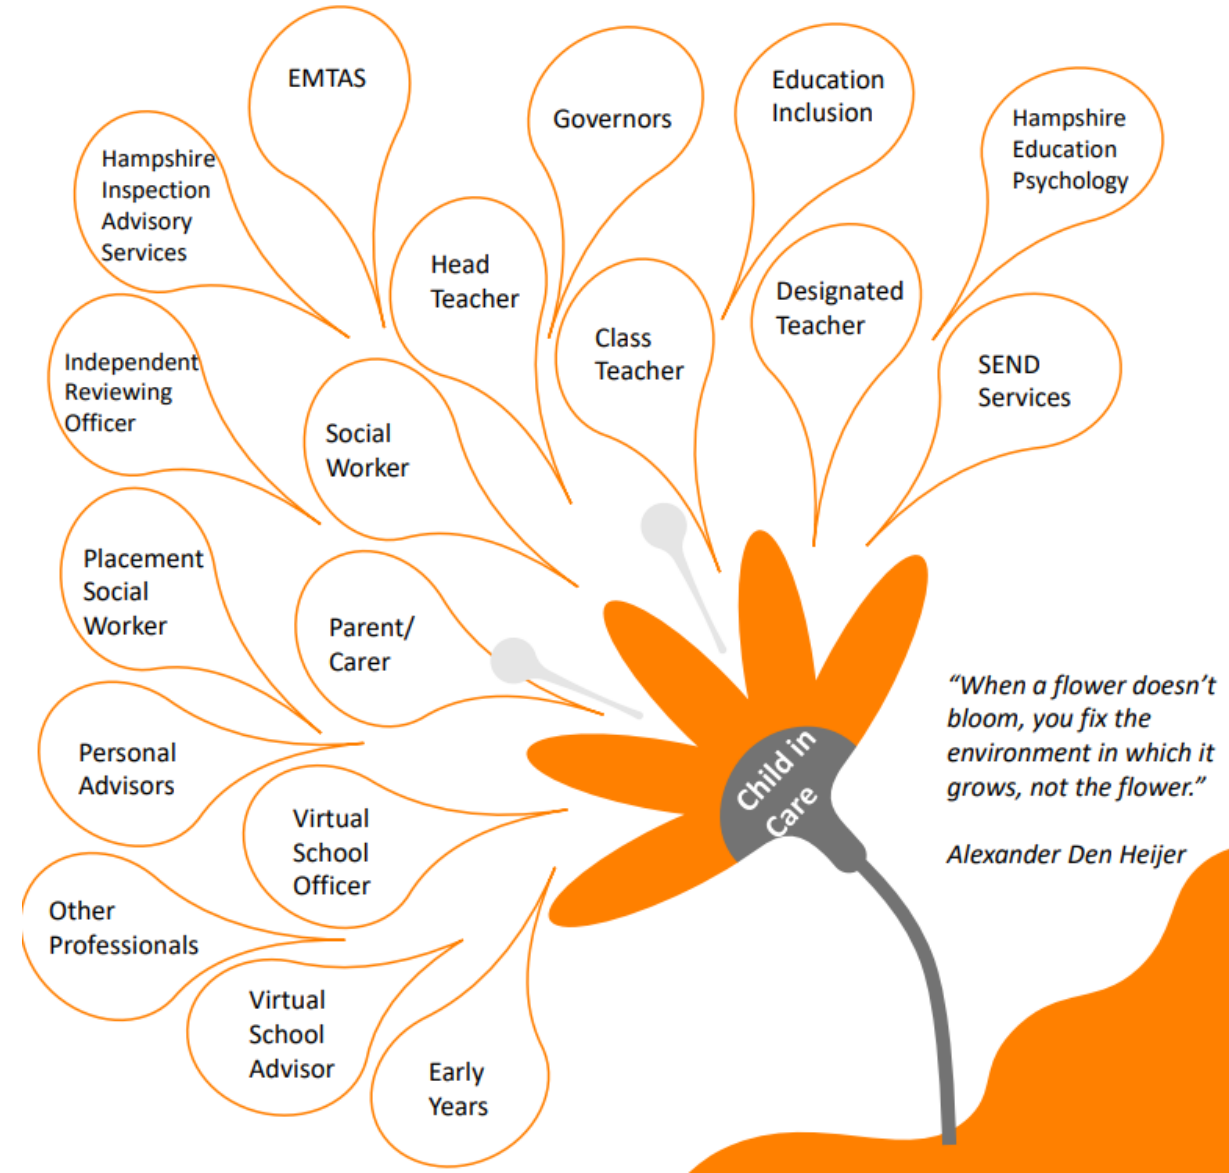 EMTAS
Governors
Education
Inclusion
Hampshire
Education
Psychology
Hampshire
Inspection
Advisory
Services
Head
Teacher
Class
Teacher
Designated
Teacher
SEND
Services
Independent
Reviewing
Officer
Social
Worker
Placement
Social
Worker
Parent/
Carer
Personal
Advisors
Virtual
School
Officer
Other
Professionals
Virtual
School
Advisor
Early
Years
Child in
Care
“When a flower doesn’t
bloom, you fix the
environment in which it
grows, not the flower.”
Alexander Den Heijer